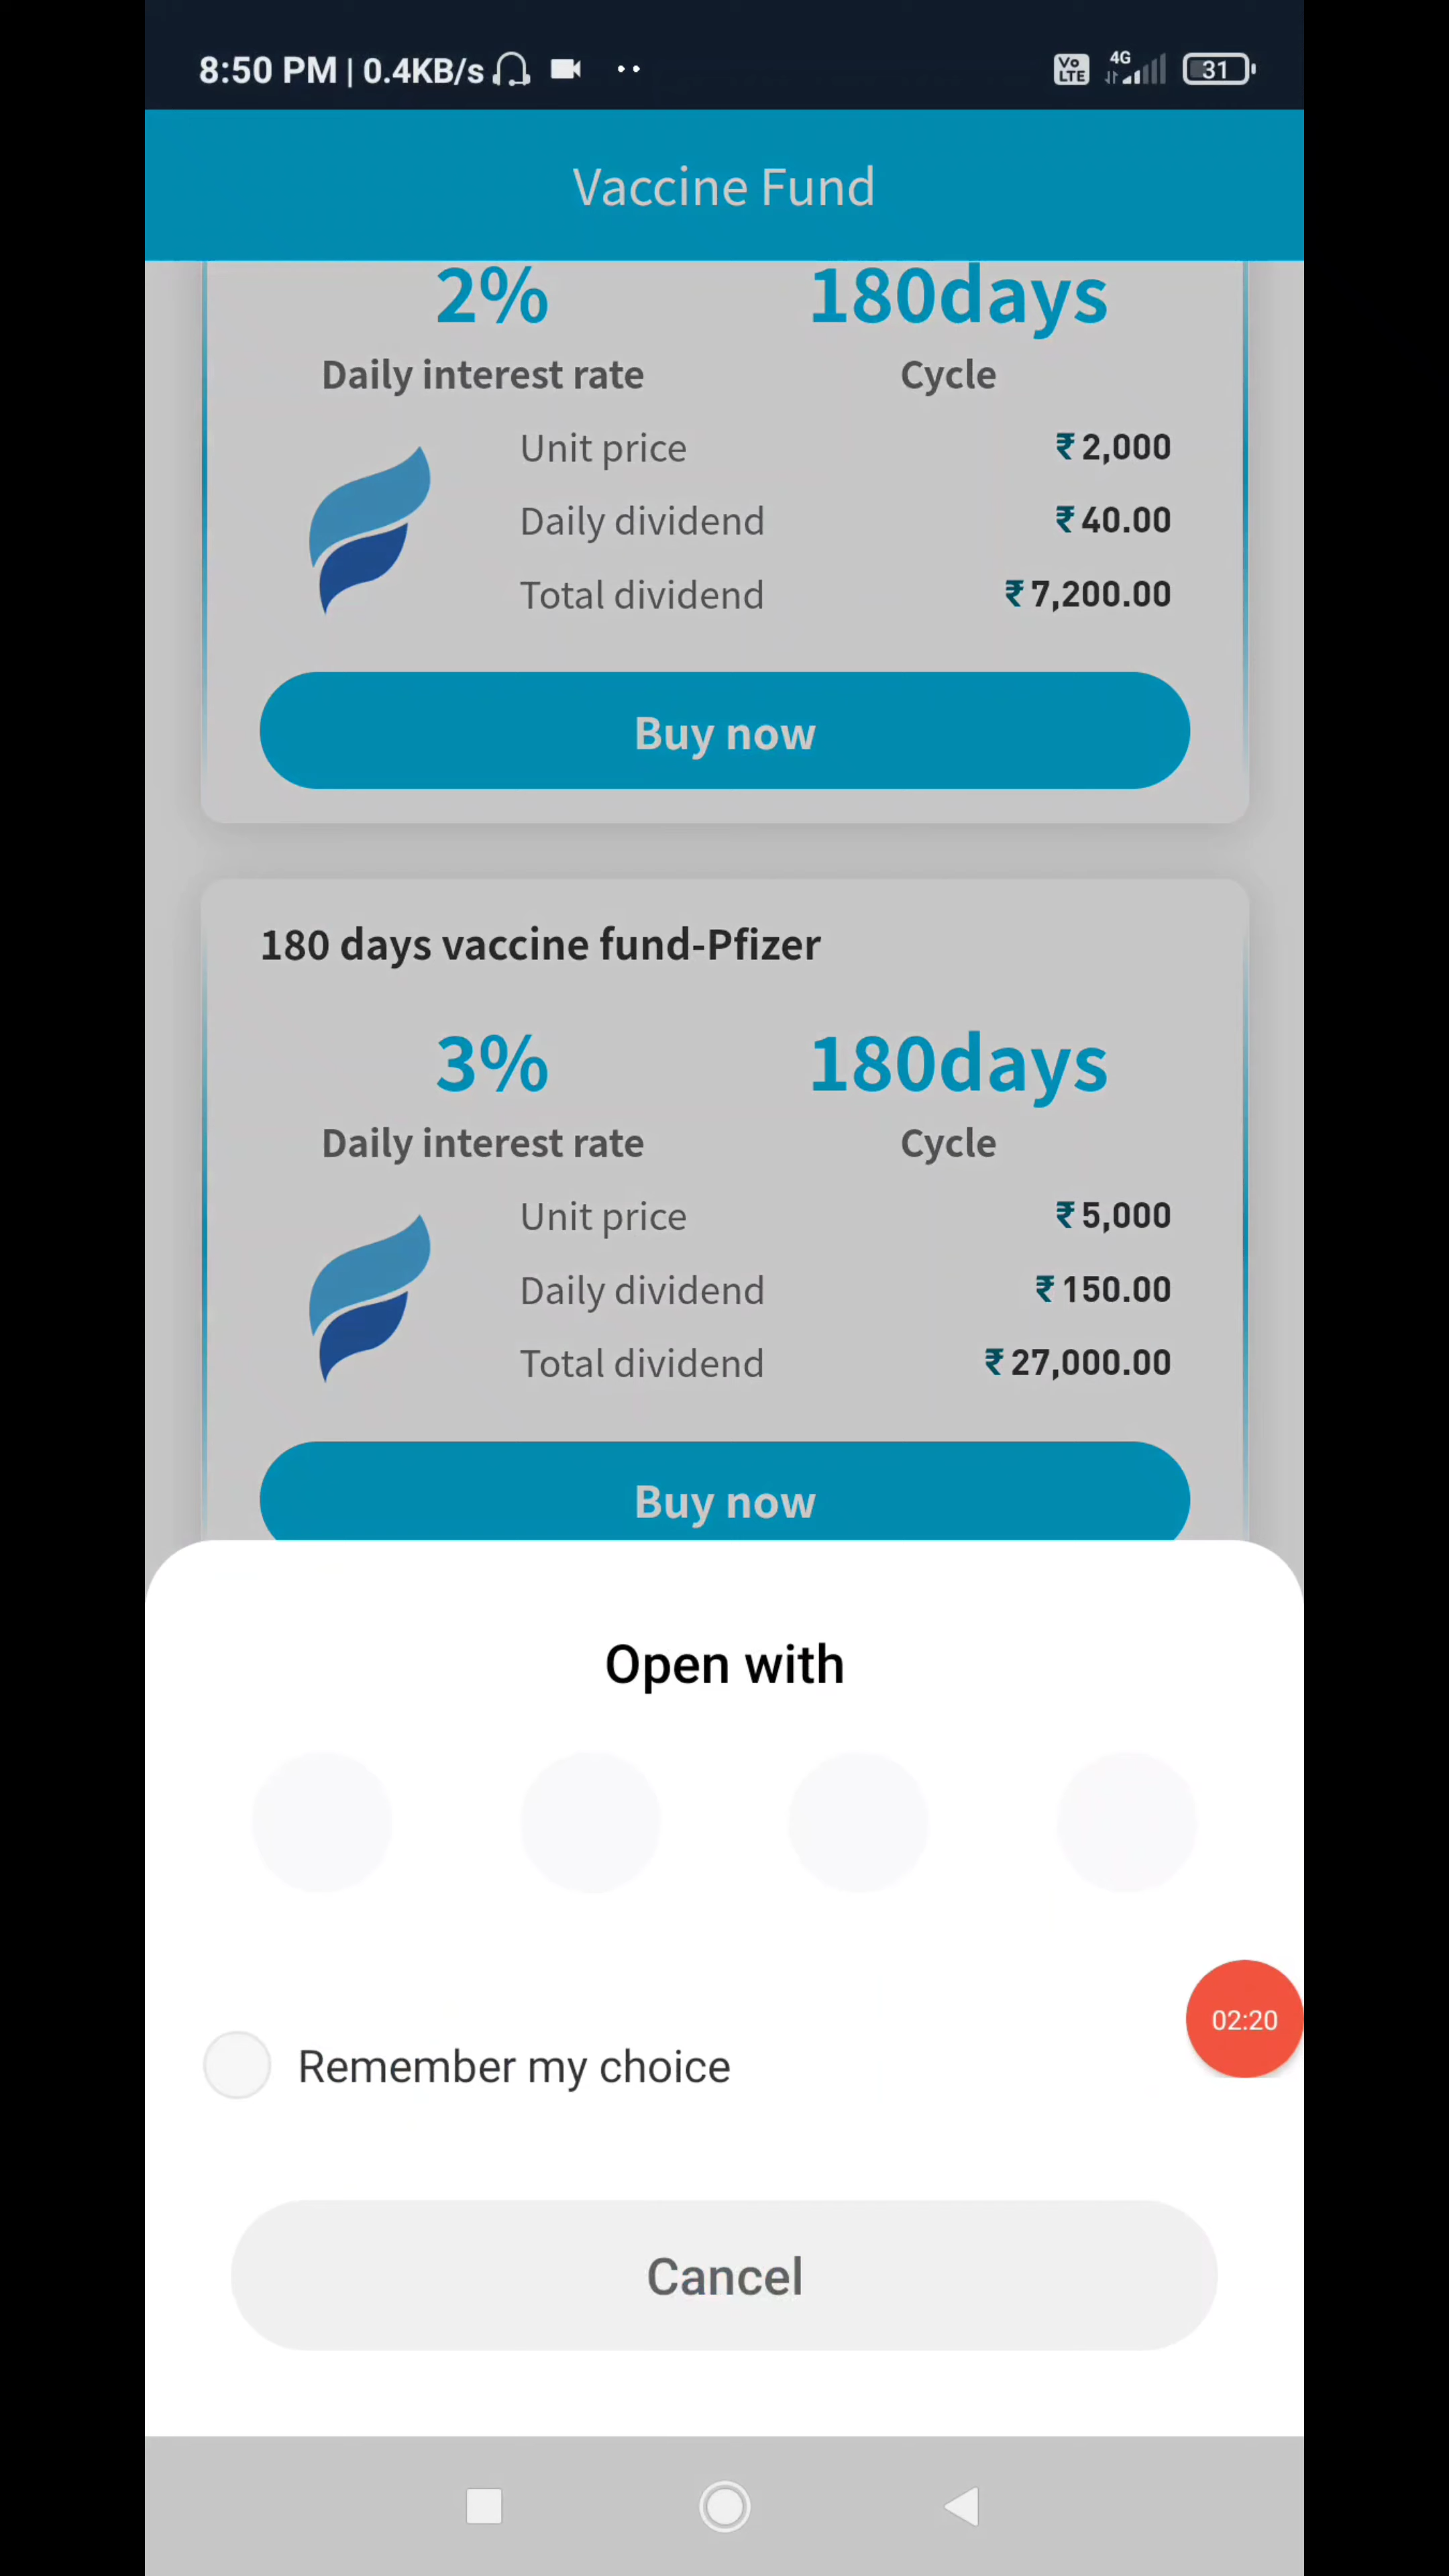 8:50 PM | 0.4KB/s
Vo LTE 4G 31
Vaccine Fund
2% 180days
Daily interest rate Cycle
Unit price ₹ 2,000
Daily dividend ₹ 40.00
Total dividend ₹ 7,200.00
Buy now
180 days vaccine fund-Pfizer
3% 180days
Daily interest rate Cycle
Unit price ₹ 5,000
Daily dividend ₹ 150.00
Total dividend ₹ 27,000.00
Buy now
Open with
02:20
Remember my choice
Cancel